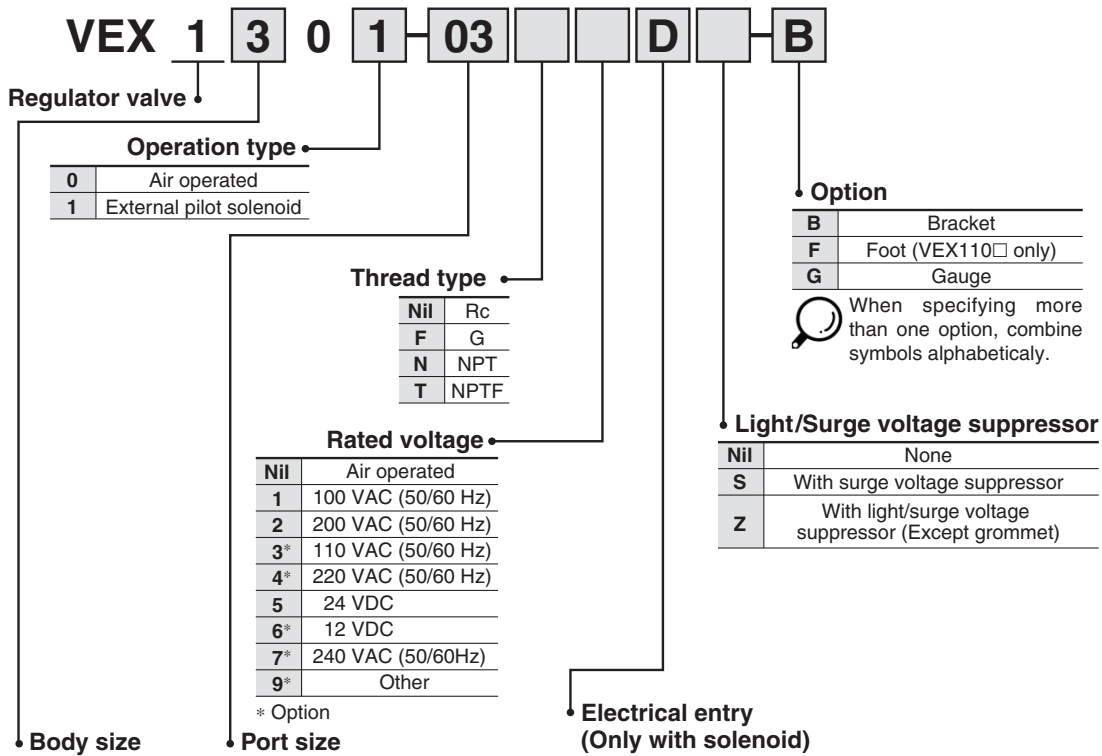 VEX 1 3 0 1-03 D -B
Regulator valve
Operation type
0 Air operated
1 External pilot solenoid
Option
B Bracket
F Foot (VEX110□ only)
G Gauge
When specifying more
than one option, combine
symbols alphabeticaly.
Thread type
Nil Rc
F G
N NPT
T NPTF
Light/Surge voltage suppressor
Nil None
S With surge voltage suppressor
Z With light/surge voltage
suppressor (Except grommet)
Rated voltage
Nil Air operated
1 100 VAC (50/60 Hz)
2 200 VAC (50/60 Hz)
3* 110 VAC (50/60 Hz)
4* 220 VAC (50/60 Hz)
5 24 VDC
6* 12 VDC
7* 240 VAC (50/60Hz)
9* Other
* Option
Electrical entry
(Only with solenoid)
Body size
Port size